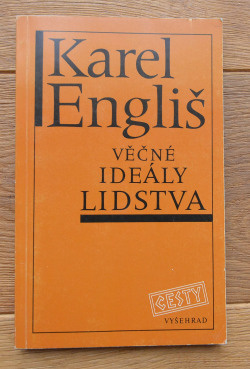 Karel
Engliš
VĚČNÉ
IDEÁLY
LIDSTVA
CESTY
VYŠEHRAD